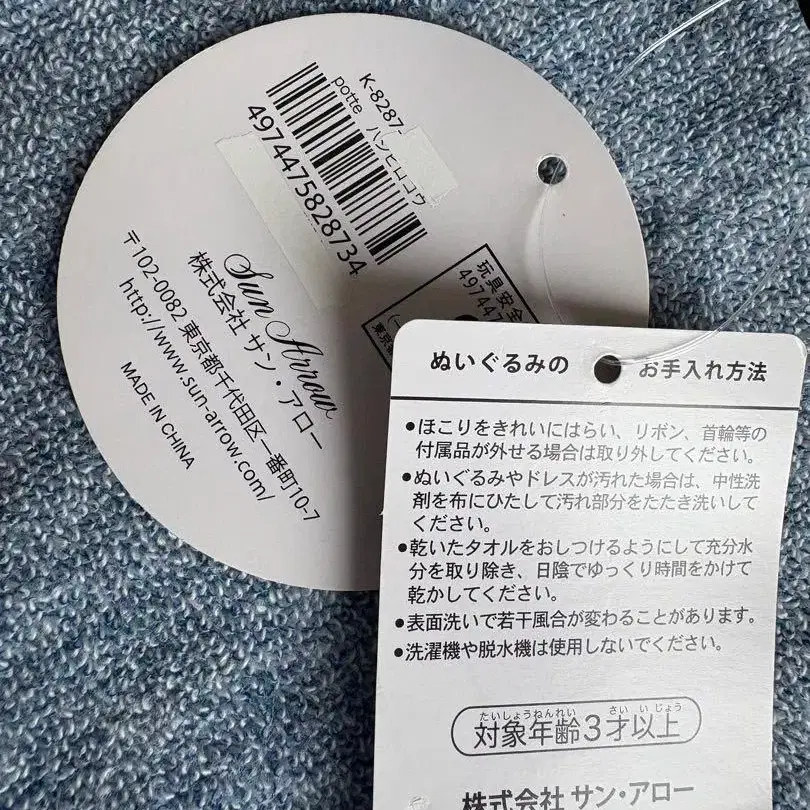 K-8287
potte ハシビロコウ
4974475828734
Sun Arrow
株式会社 サン・アロー
〒102-0082 東京都千代田区一番町10-7
http://www.sun-arrow.com/
MADE IN CHINA
玩具安全
497447
ぬいぐるみの お手入れ方法
●ほこりをきれいにはらい、リボン、首輪等の
付属品が外せる場合は取り外してください。
●ぬいぐるみやドレスが汚れた場合は、中性洗
剤を布にひたして汚れ部分をたたき洗いして
ください。
●乾いたタオルをおしつけるようにして充分水
分を取り除き、日陰でゆっくり時間をかけて
乾かしてください。
●表面洗いで若干風合が変わることがあります。
●洗濯機や脱水機は使用しないでください。
たいしょうねんれい さい いじょう
対象年齢3才以上
株式会社 サン・アロー